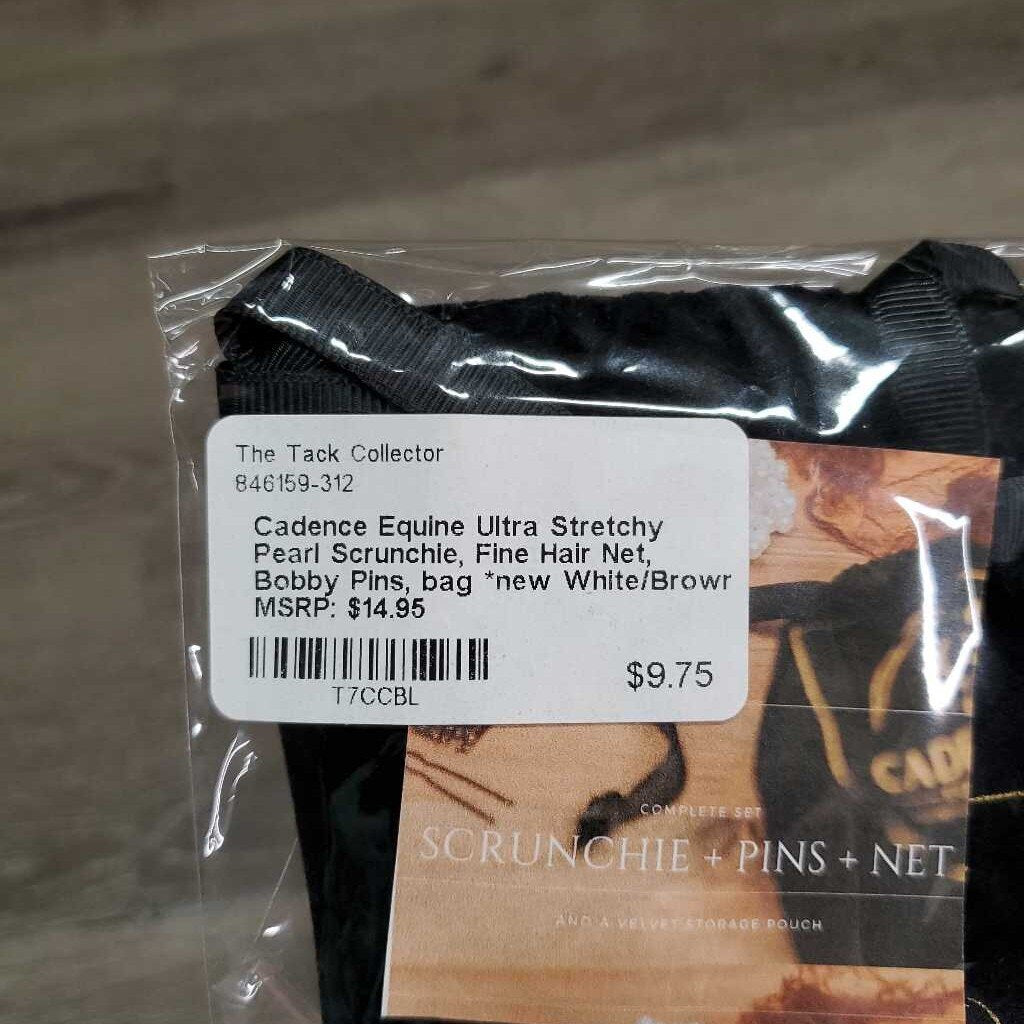 The Tack Collector
846159-312
Cadence Equine Ultra Stretchy
Pearl Scrunchie, Fine Hair Net,
Bobby Pins, bag *new White/Browr
MSRP: $14.95
T7CCBL
$9.75
CADE
COMPLETE SET
SCRUNCHIE + PINS + NET
AND A VELVET STORAGE POUCH